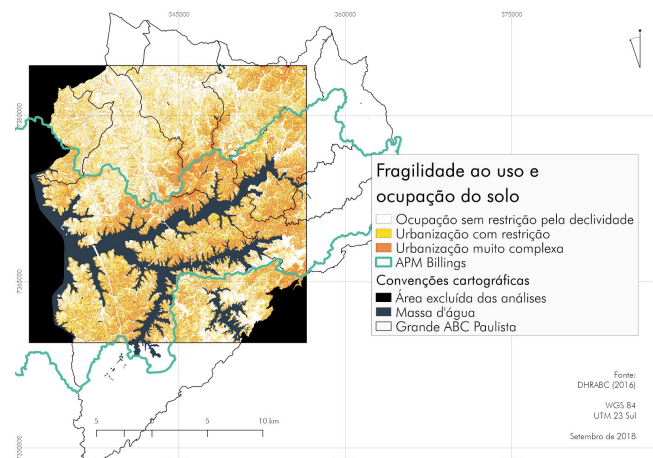 345000
360000
375000
7380000
7365000
7350000
Fragilidade ao uso e
ocupação do solo
Ocupação sem restrição pela declividade
Urbanização com restrição
Urbanização muito complexa
APM Billings
Convenções cartográficas
Área excluída das análises
Massa d'água
Grande ABC Paulista
5 0 5 10 km
Fonte:
DHRABC (2016)
WGS 84
UTM 23 Sul
Setembro de 2018